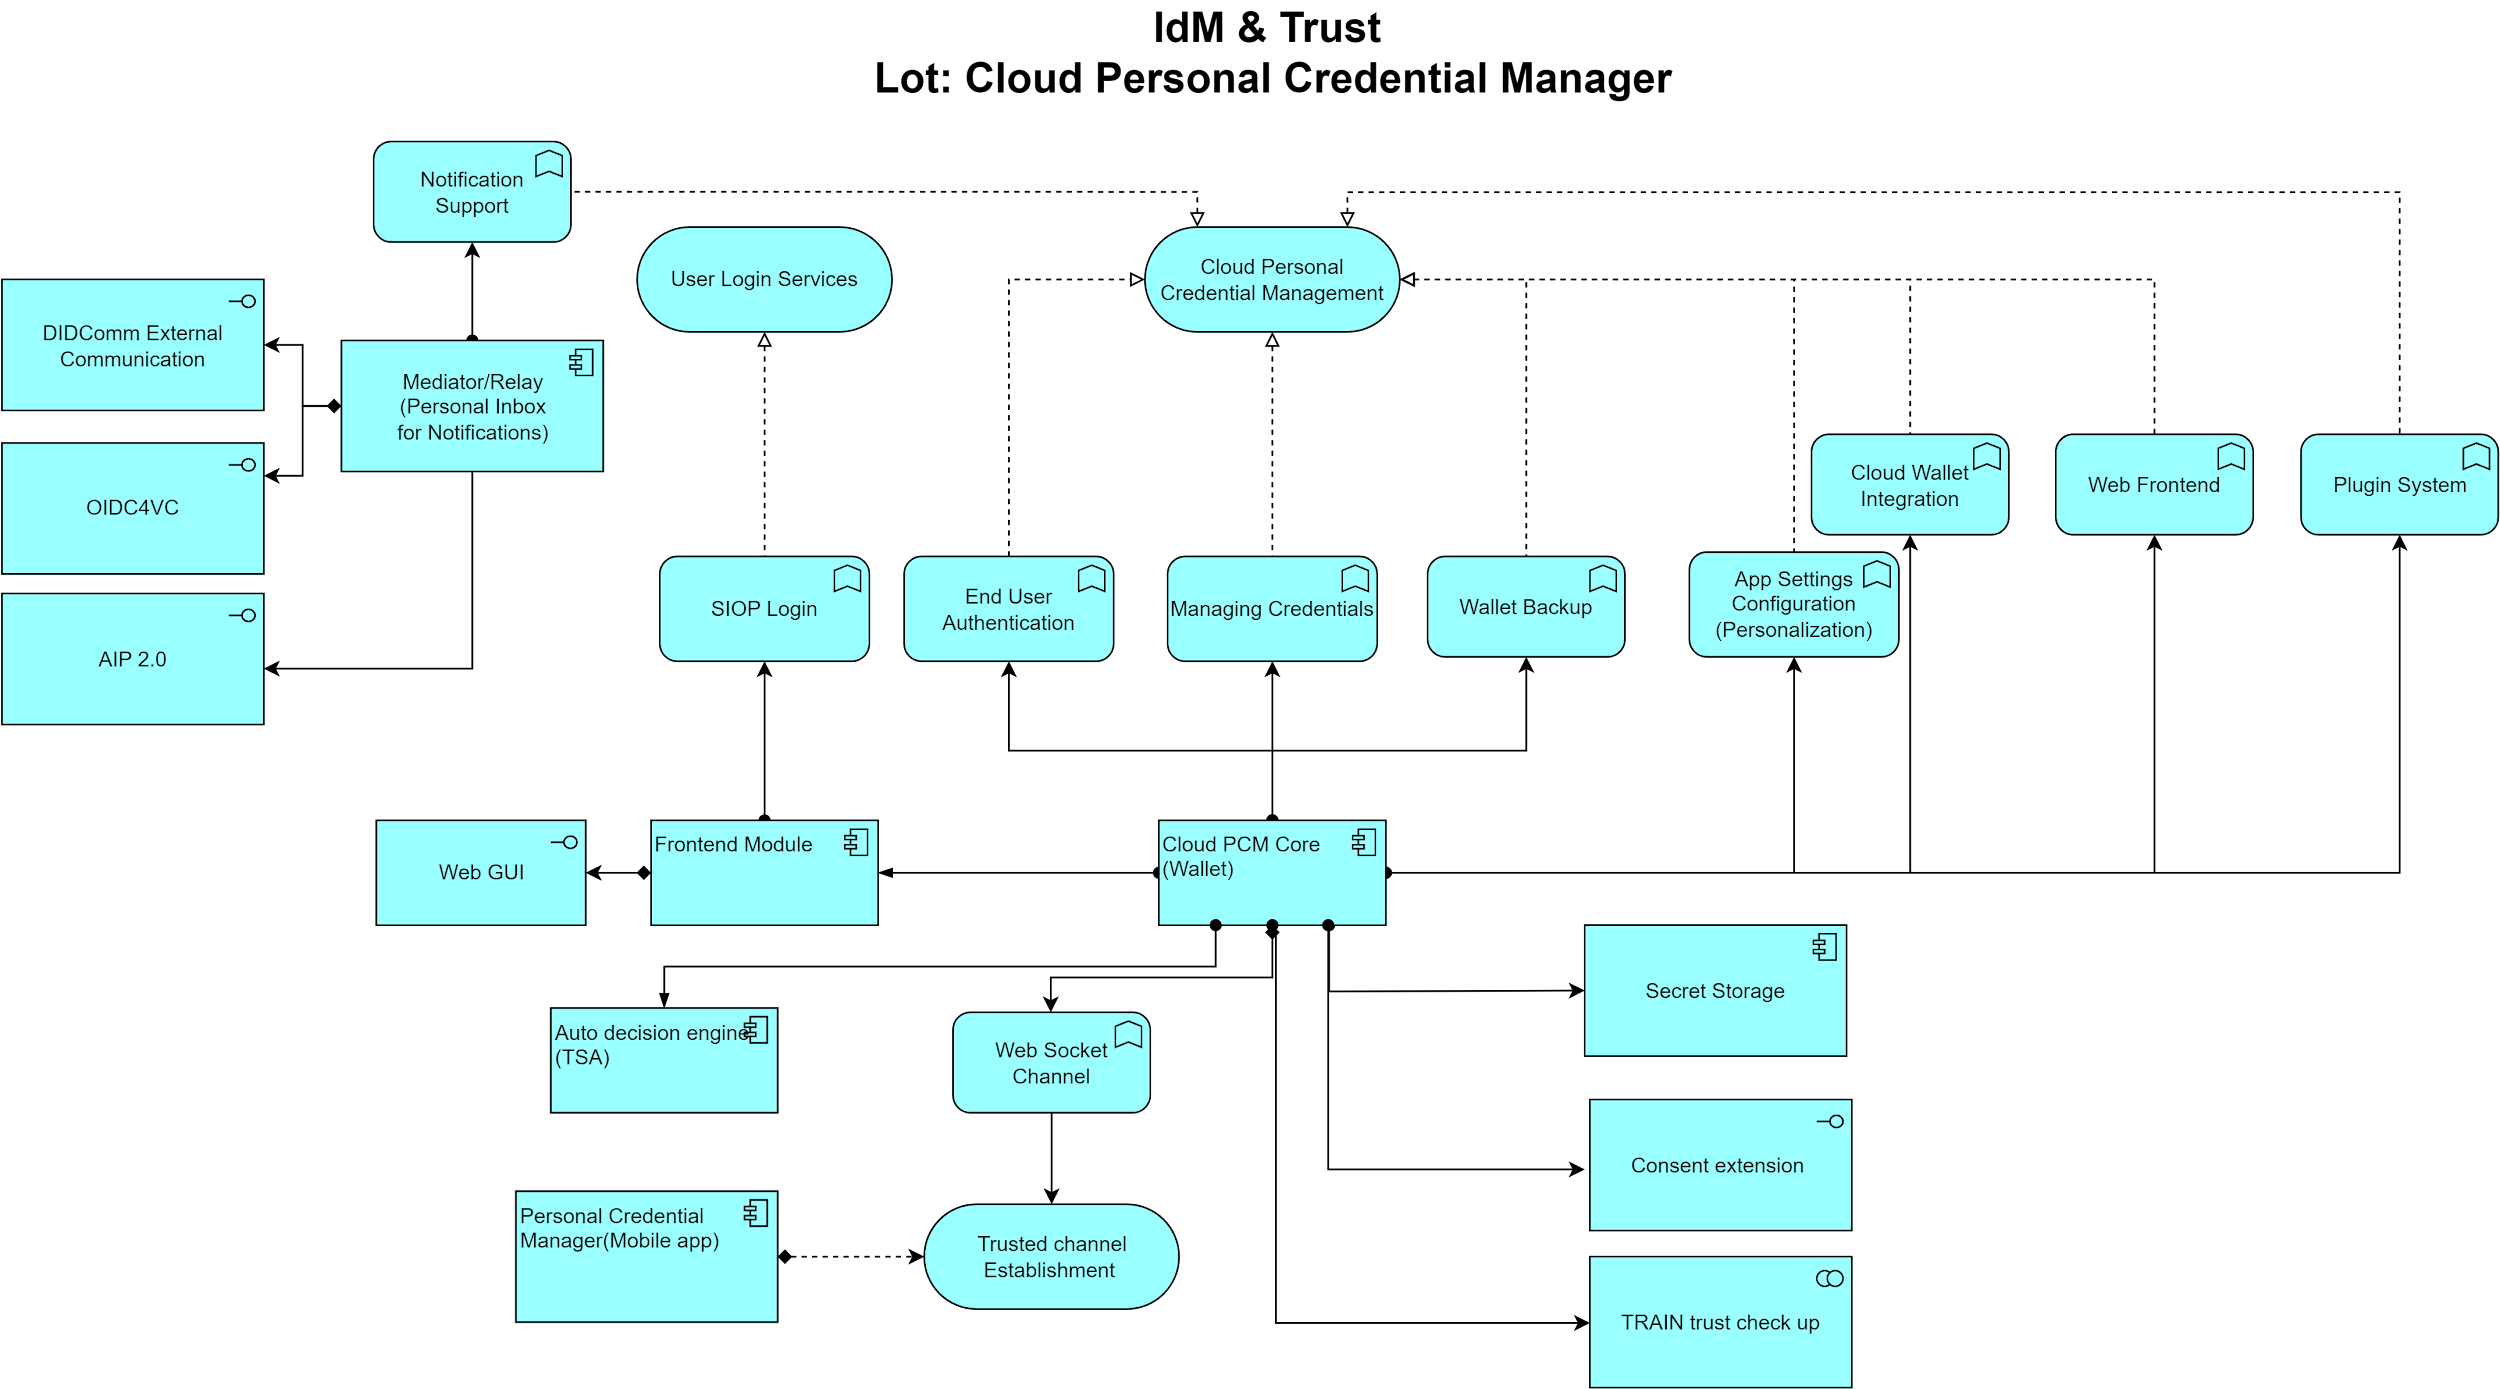 IdM & Trust
Lot: Cloud Personal Credential Manager
Notification
Support
User Login Services
Cloud Personal
Credential Management
DIDComm External
Communication
Mediator/Relay
(Personal Inbox
for Notifications)
OIDC4VC
AIP 2.0
Cloud Wallet
Integration
Web Frontend
Plugin System
SIOP Login
End User
Authentication
Managing Credentials
Wallet Backup
App Settings
Configuration
(Personalization)
Web GUI
Frontend Module
Cloud PCM Core
(Wallet)
Auto decision engine
(TSA)
Web Socket
Channel
Secret Storage
Consent extension
Personal Credential
Manager(Mobile app)
Trusted channel
Establishment
TRAIN trust check up